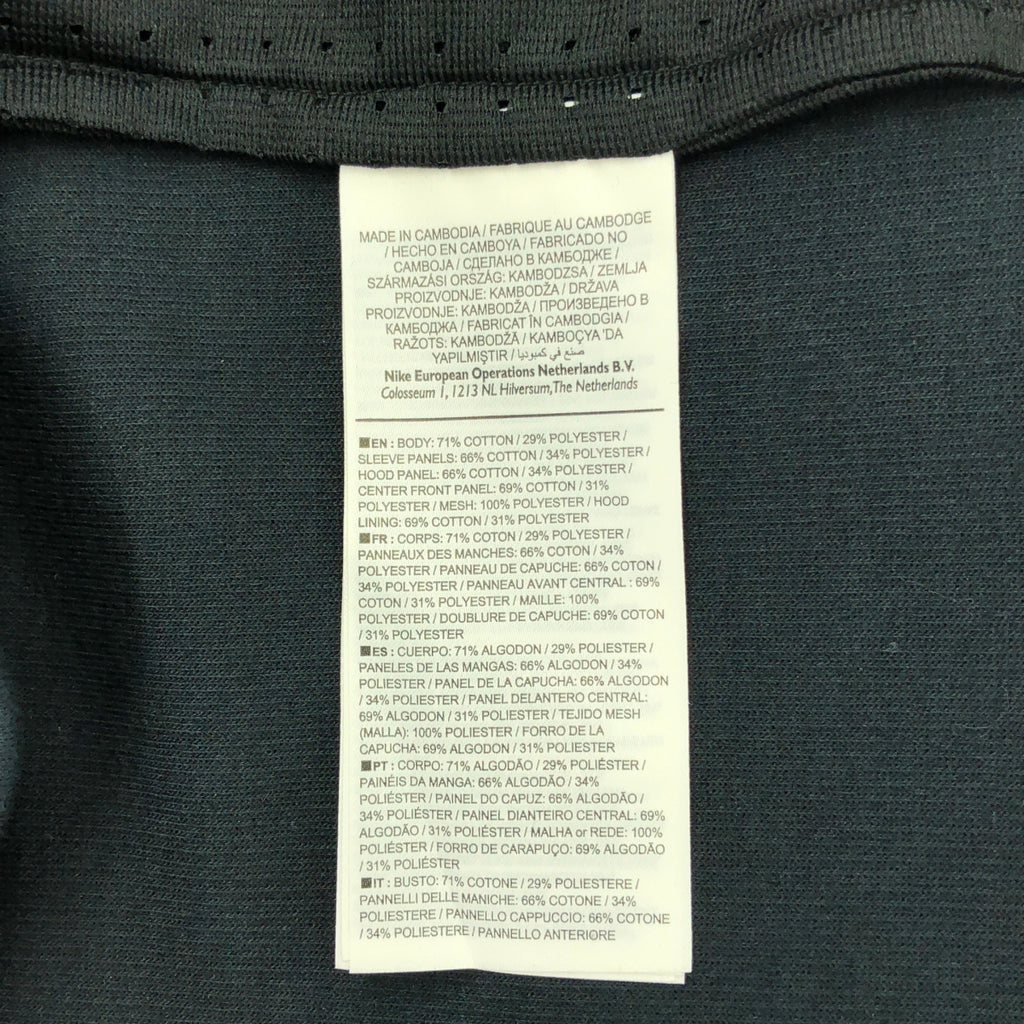 MADE IN CAMBODIA / FABRIQUE AU CAMBODGE
/ HECHO EN CAMBOYA / FABRICADO NO
CAMBOJA / СДЕЛАНО В КАМБОДЖЕ /
SZÁRMAZÁSI ORSZÁG: KAMBODZSA / ZEMLJA
PROIZVODNJE: KAMBODŽA / DRŽAVA
PROIZVODNJE: KAMBODŽA / ПРОИЗВЕДЕНО В
КАМБОДЖА / FABRICAT ÎN CAMBODGIA /
RAŽOTS: KAMBODŽĀ / KAMBOÇYA 'DA
YAPILMIŞTIR / صنع في كمبوديا
Nike European Operations Netherlands B.V.
Colosseum 1, 1213 NL Hilversum, The Netherlands
EN : BODY: 71% COTTON / 29% POLYESTER /
SLEEVE PANELS: 66% COTTON / 34% POLYESTER /
HOOD PANEL: 66% COTTON / 34% POLYESTER /
CENTER FRONT PANEL: 69% COTTON / 31%
POLYESTER / MESH: 100% POLYESTER / HOOD
LINING: 69% COTTON / 31% POLYESTER
FR : CORPS: 71% COTON / 29% POLYESTER /
PANNEAUX DES MANCHES: 66% COTON / 34%
POLYESTER / PANNEAU DE CAPUCHE: 66% COTON /
34% POLYESTER / PANNEAU AVANT CENTRAL : 69%
COTON / 31% POLYESTER / MAILLE: 100%
POLYESTER / DOUBLURE DE CAPUCHE: 69% COTON
/ 31% POLYESTER
ES : CUERPO: 71% ALGODON / 29% POLIESTER /
PANELES DE LAS MANGAS: 66% ALGODON / 34%
POLIESTER / PANEL DE LA CAPUCHA: 66% ALGODON
/ 34% POLIESTER / PANEL DELANTERO CENTRAL:
69% ALGODON / 31% POLIESTER / TEJIDO MESH
(MALLA): 100% POLIESTER / FORRO DE LA
CAPUCHA: 69% ALGODON / 31% POLIESTER
PT : CORPO: 71% ALGODÃO / 29% POLIÉSTER /
PAINÉIS DA MANGA: 66% ALGODÃO / 34%
POLIÉSTER / PAINEL DO CAPUZ: 66% ALGODÃO /
34% POLIÉSTER / PAINEL DIANTEIRO CENTRAL: 69%
ALGODÃO / 31% POLIÉSTER / MALHA or REDE: 100%
POLIÉSTER / FORRO DE CARAPUÇO: 69% ALGODÃO
/ 31% POLIÉSTER
IT : BUSTO: 71% COTONE / 29% POLIESTERE /
PANNELLI DELLE MANICHE: 66% COTONE / 34%
POLIESTERE / PANNELLO CAPPUCCIO: 66% COTONE
/ 34% POLIESTERE / PANNELLO ANTERIORE